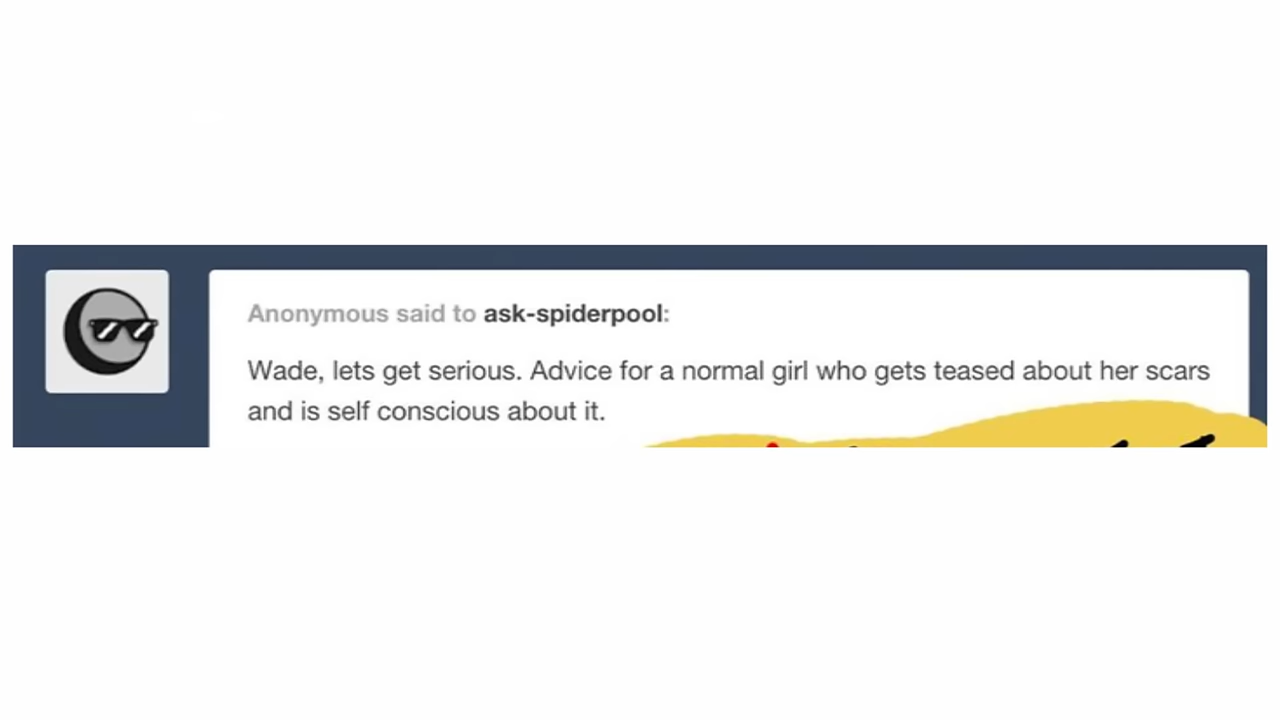 Anonymous said to ask-spiderpool:
Wade, lets get serious. Advice for a normal girl who gets teased about her scars
and is self conscious about it.